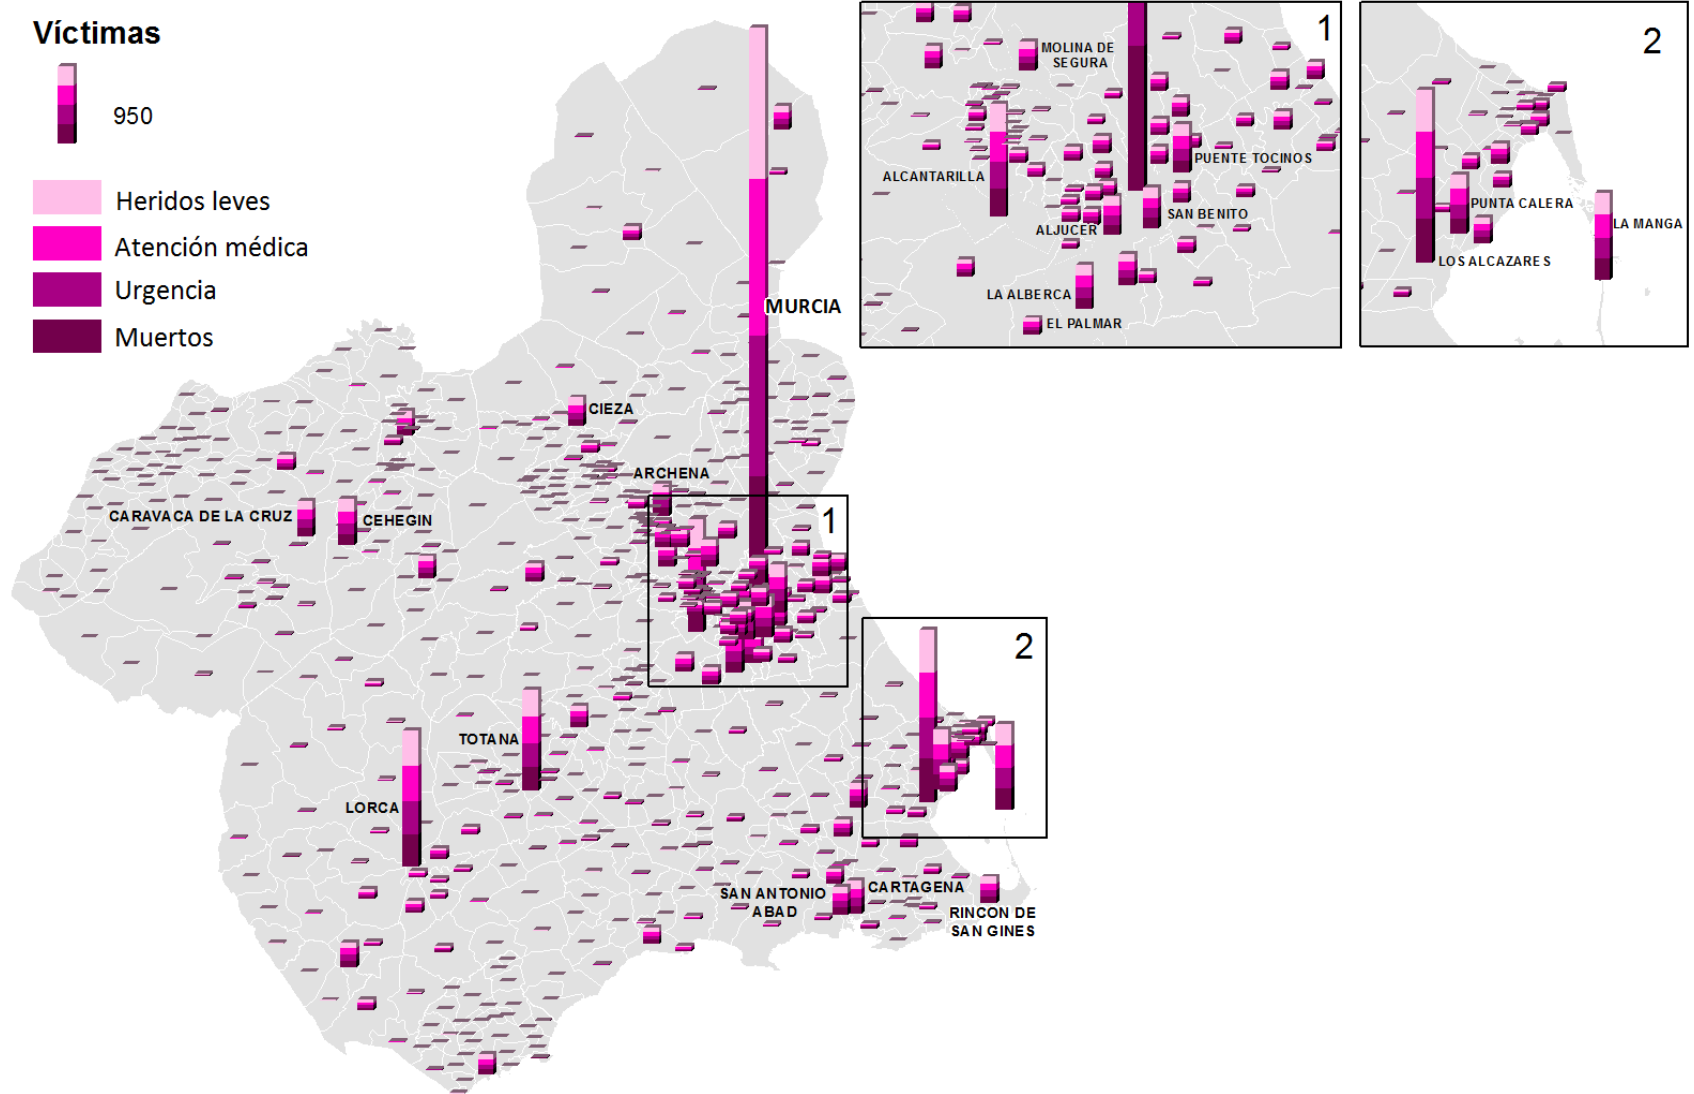 Víctimas
950
Heridos leves
Atención médica
Urgencia
Muertos
1
MOLINA DE
SEGURA
PUENTE TOCINOS
ALCANTARILLA
SAN BENITO
ALJUCER
LA ALBERCA
EL PALMAR
2
PUNTA CALERA
LA MANGA
LOS ALCAZARES
MURCIA
CIEZA
ARCHENA
CARAVACA DE LA CRUZ
CEHEGIN
1
2
TOTANA
LORCA
SAN ANTONIO
ABAD
CARTAGENA
RINCON DE
SAN GINES